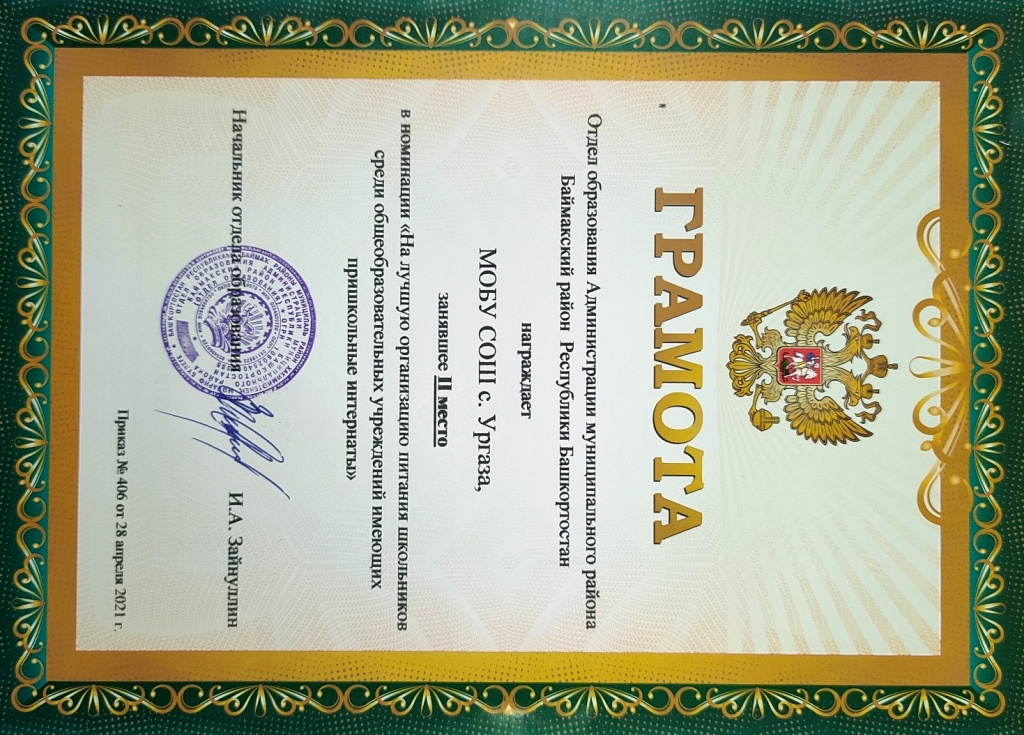 ГРАМОТА
Отдел образования Администрации муниципального района
Баймакский район Республики Башкортостан
награждает
МОБУ СОШ с. Ургаза,
занявшее II место
в номинации «На лучшую организацию питания школьников
среди общеобразовательных учреждений имеющих
пришкольные интернаты»
Начальник отдела образования И.А. Зайнуллин
Приказ № 406 от 28 апреля 2021 г.